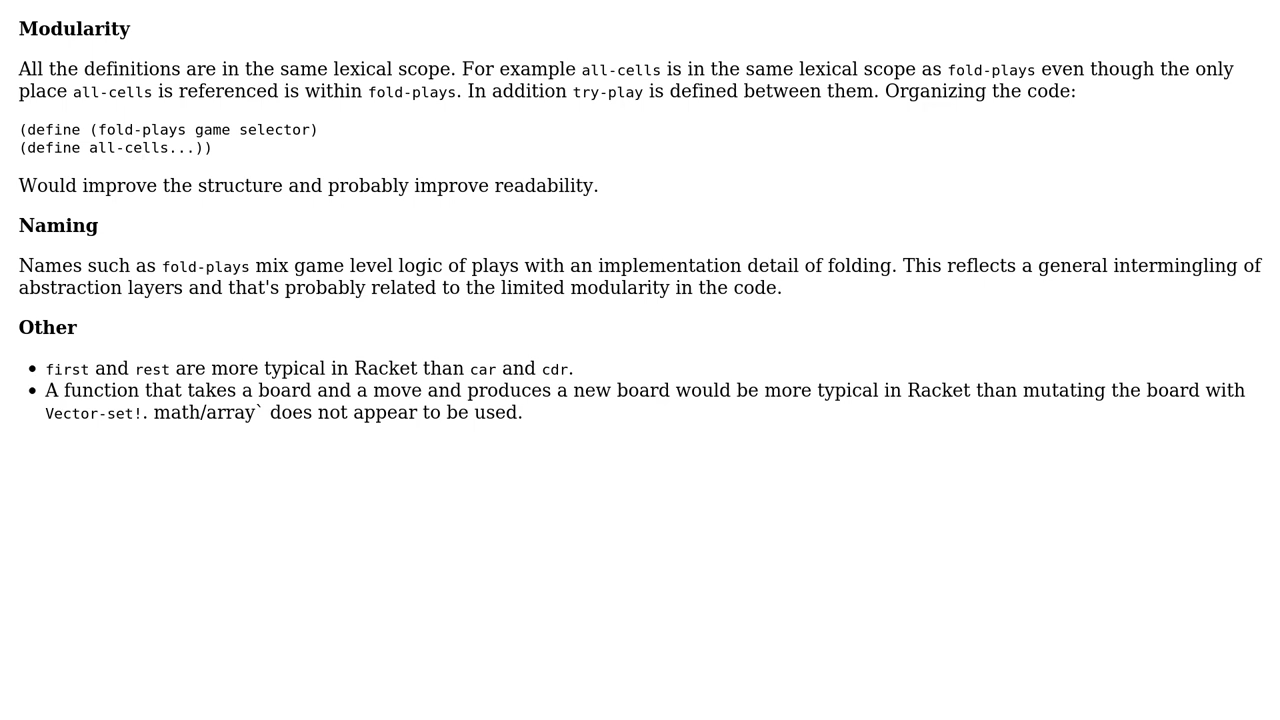 Modularity
All the definitions are in the same lexical scope. For example all-cells is in the same lexical scope as fold-plays even though the only
place all-cells is referenced is within fold-plays. In addition try-play is defined between them. Organizing the code:
(define (fold-plays game selector)
(define all-cells...))
Would improve the structure and probably improve readability.
Naming
Names such as fold-plays mix game level logic of plays with an implementation detail of folding. This reflects a general intermingling of
abstraction layers and that's probably related to the limited modularity in the code.
Other
• first and rest are more typical in Racket than car and cdr.
• A function that takes a board and a move and produces a new board would be more typical in Racket than mutating the board with
Vector-set!. math/array` does not appear to be used.